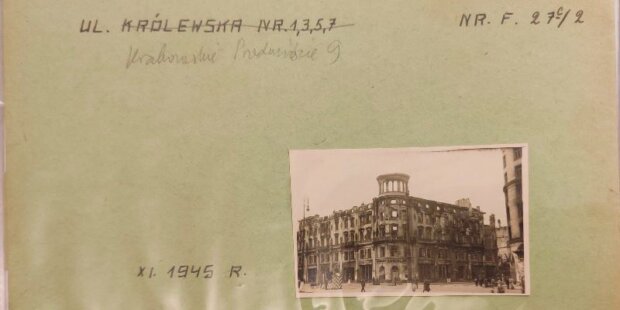 UL. KRÓLEWSKA NR.1,3,5,7
NR. F. 27c/2
Krakowskie Przedmieście 9
XI. 1945 R.